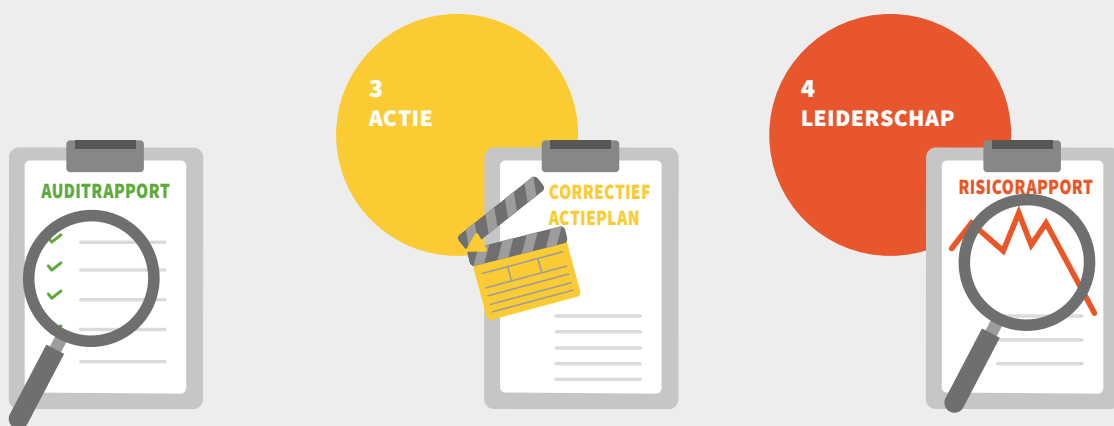 AUDITRAPPORT
3
ACTIE
CORRECTIEF
ACTIEPLAN
4
LEIDERSCHAP
RISICORAPPORT